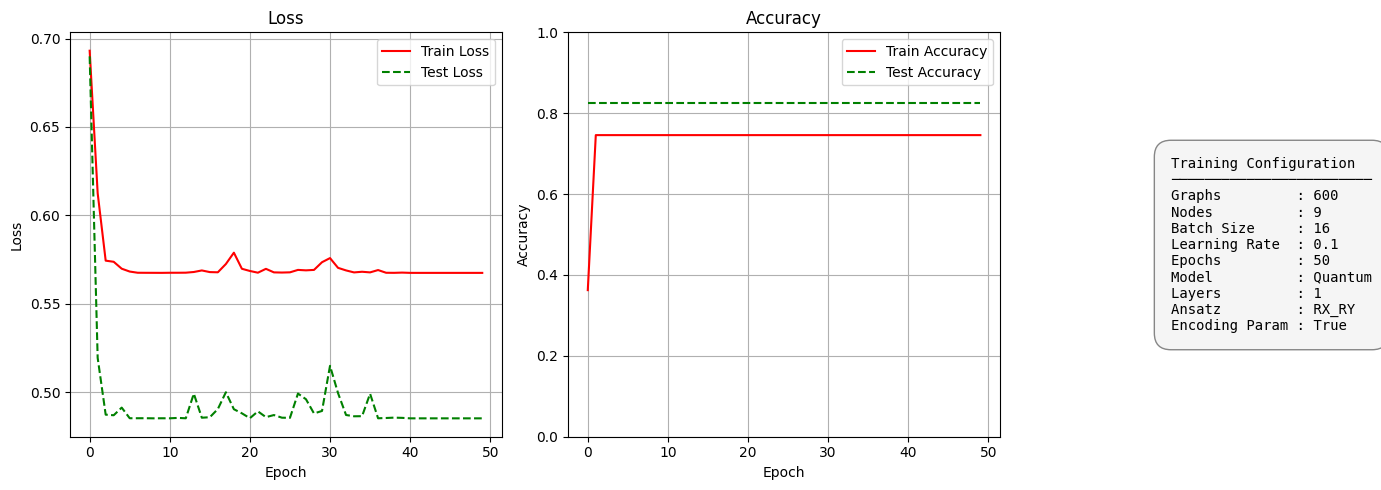 Loss
Train Loss
Test Loss
0.70
0.65
0.60
0.55
0.50
Loss
0
10
20
30
40
50
Epoch
Accuracy
Train Accuracy
Test Accuracy
1.0
0.8
0.6
0.4
0.2
0.0
Accuracy
0
10
20
30
40
50
Epoch
Training Configuration
Graphs : 600
Nodes : 9
Batch Size : 16
Learning Rate : 0.1
Epochs : 50
Model : Quantum
Layers : 1
Ansatz : RX_RY
Encoding Param : True